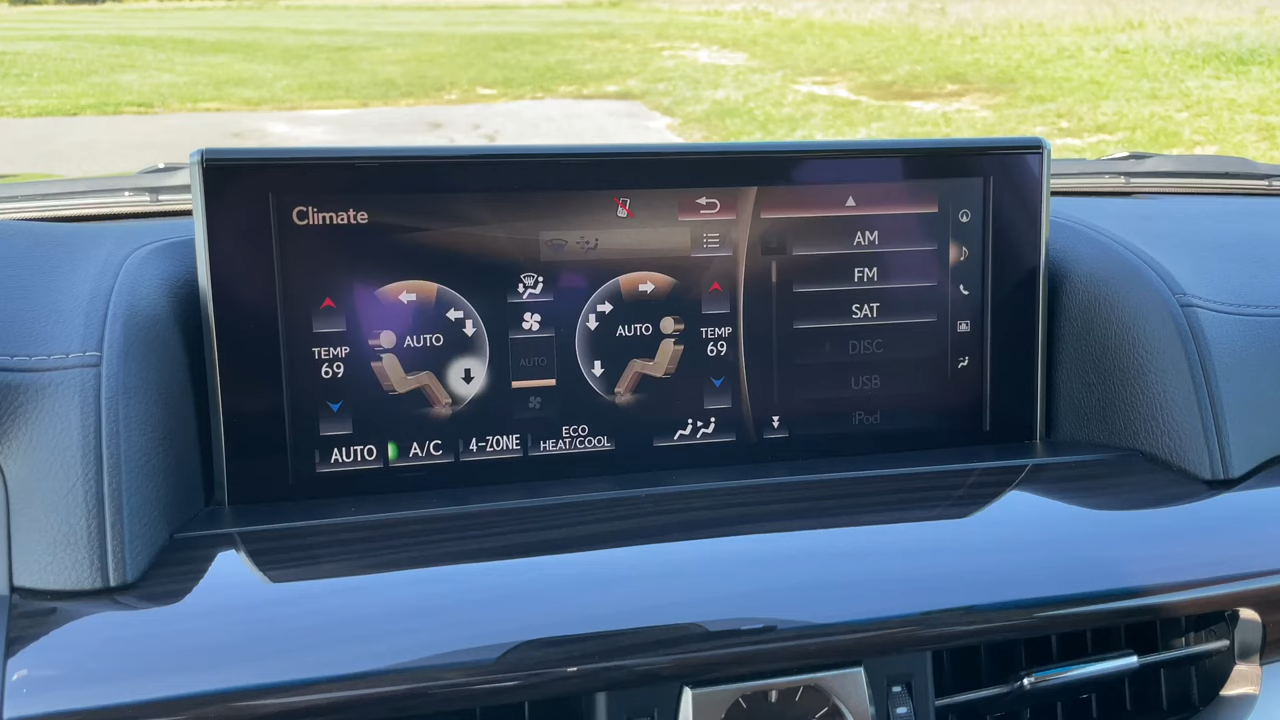 Climate
AUTO
TEMP
69
AUTO
AUTO
TEMP
69
AUTO
A/C
4-ZONE
ECO
HEAT/COOL
AM
FM
SAT
DISC
USB
iPod